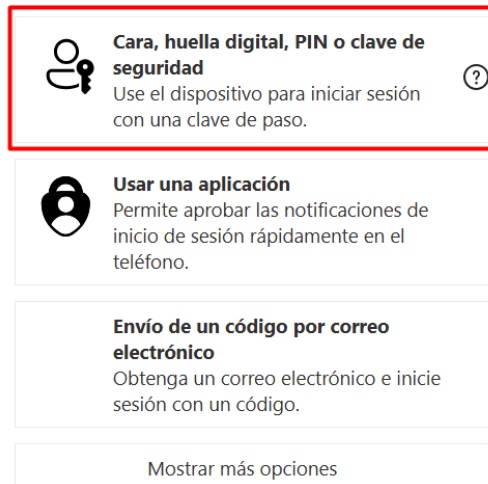 Cara, huella digital, PIN o clave de
seguridad
Use el dispositivo para iniciar sesión
con una clave de paso.
?
Usar una aplicación
Permite aprobar las notificaciones de
inicio de sesión rápidamente en el
teléfono.
Envío de un código por correo
electrónico
Obtenga un correo electrónico e inicie
sesión con un código.
Mostrar más opciones